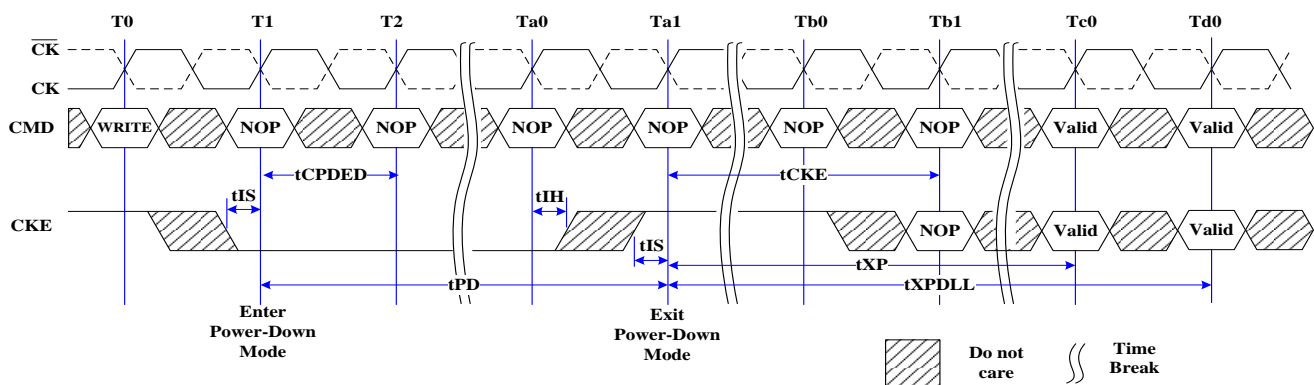 T0 T1 T2 Ta0 Ta1 Tb0 Tb1 Tc0 Td0
CK
CK
CMD WRITE NOP NOP NOP NOP NOP NOP Valid Valid
tCPDED tCKE
tIS tIH
CKE NOP Valid Valid
tIS
tXP
tPD tXPDLL
Enter
Power-Down
Mode
Exit
Power-Down
Mode
Do not
care
Time
Break